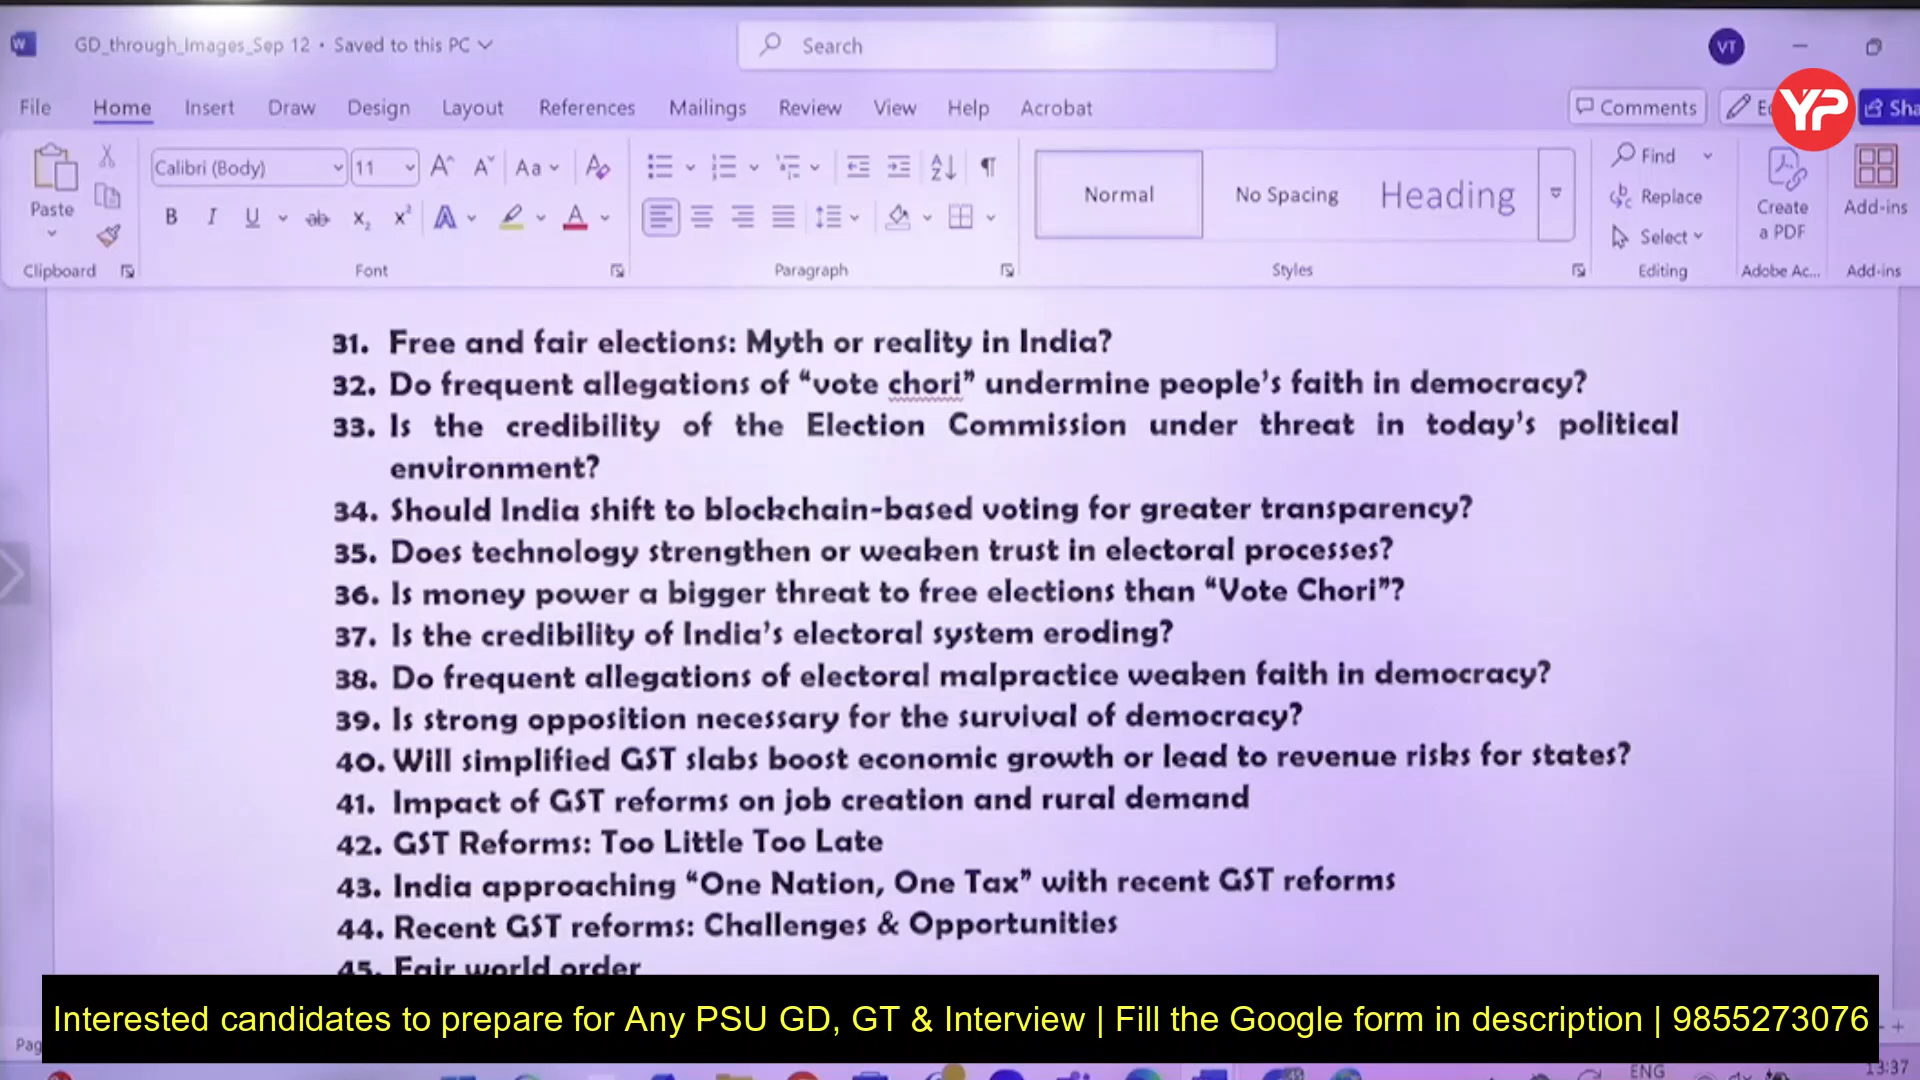 GD_through_Images_Sep 12 • Saved to this PC
Search
VT
File Home Insert Draw Design Layout References Mailings Review View Help Acrobat
Comments
YP
Sha
Paste
Calibri (Body) 11
Aa
B I U ab x₂ x² A A
Normal
No Spacing
Heading
Find
Replace
Select
Create a PDF
Add-ins
Clipboard Font Paragraph Styles Editing Adobe Ac... Add-ins
31. Free and fair elections: Myth or reality in India?
32. Do frequent allegations of “vote chori” undermine people’s faith in democracy?
33. Is the credibility of the Election Commission under threat in today’s political
environment?
34. Should India shift to blockchain-based voting for greater transparency?
35. Does technology strengthen or weaken trust in electoral processes?
36. Is money power a bigger threat to free elections than “Vote Chori”?
37. Is the credibility of India’s electoral system eroding?
38. Do frequent allegations of electoral malpractice weaken faith in democracy?
39. Is strong opposition necessary for the survival of democracy?
40. Will simplified GST slabs boost economic growth or lead to revenue risks for states?
41. Impact of GST reforms on job creation and rural demand
42. GST Reforms: Too Little Too Late
43. India approaching “One Nation, One Tax” with recent GST reforms
44. Recent GST reforms: Challenges & Opportunities
45. Fair world order
Interested candidates to prepare for Any PSU GD, GT & Interview | Fill the Google form in description | 9855273076
Pag
ENG
13:37